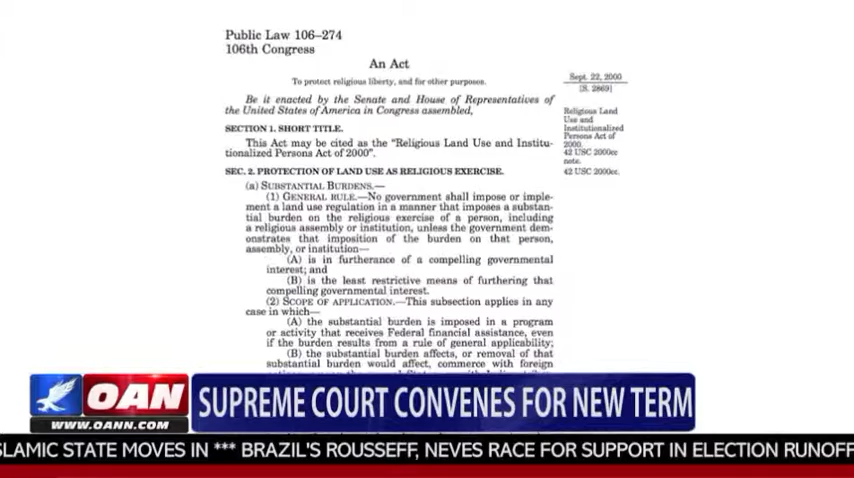 Public Law 106–274
106th Congress
An Act
To protect religious liberty, and for other purposes.
Sept. 22, 2000
[S. 2869]
Be it enacted by the Senate and House of Representatives of
the United States of America in Congress assembled,
Religious Land
Use and
Institutionalized
Persons Act of
2000.
42 USC 2000cc
note.
SECTION 1. SHORT TITLE.
This Act may be cited as the “Religious Land Use and Institu-
tionalized Persons Act of 2000”.
SEC. 2. PROTECTION OF LAND USE AS RELIGIOUS EXERCISE.
42 USC 2000cc.
(a) SUBSTANTIAL BURDENS.—
(1) GENERAL RULE.—No government shall impose or imple-
ment a land use regulation in a manner that imposes a substan-
tial burden on the religious exercise of a person, including
a religious assembly or institution, unless the government dem-
onstrates that imposition of the burden on that person,
assembly, or institution—
(A) is in furtherance of a compelling governmental
interest; and
(B) is the least restrictive means of furthering that
compelling governmental interest.
(2) SCOPE OF APPLICATION.—This subsection applies in any
case in which—
(A) the substantial burden is imposed in a program
or activity that receives Federal financial assistance, even
if the burden results from a rule of general applicability;
(B) the substantial burden affects, or removal of that
substantial burden would affect, commerce with foreign
OAN
WWW.OANN.COM
SUPREME COURT CONVENES FOR NEW TERM
SLAMIC STATE MOVES IN *** BRAZIL'S ROUSSEFF, NEVES RACE FOR SUPPORT IN ELECTION RUNOFF